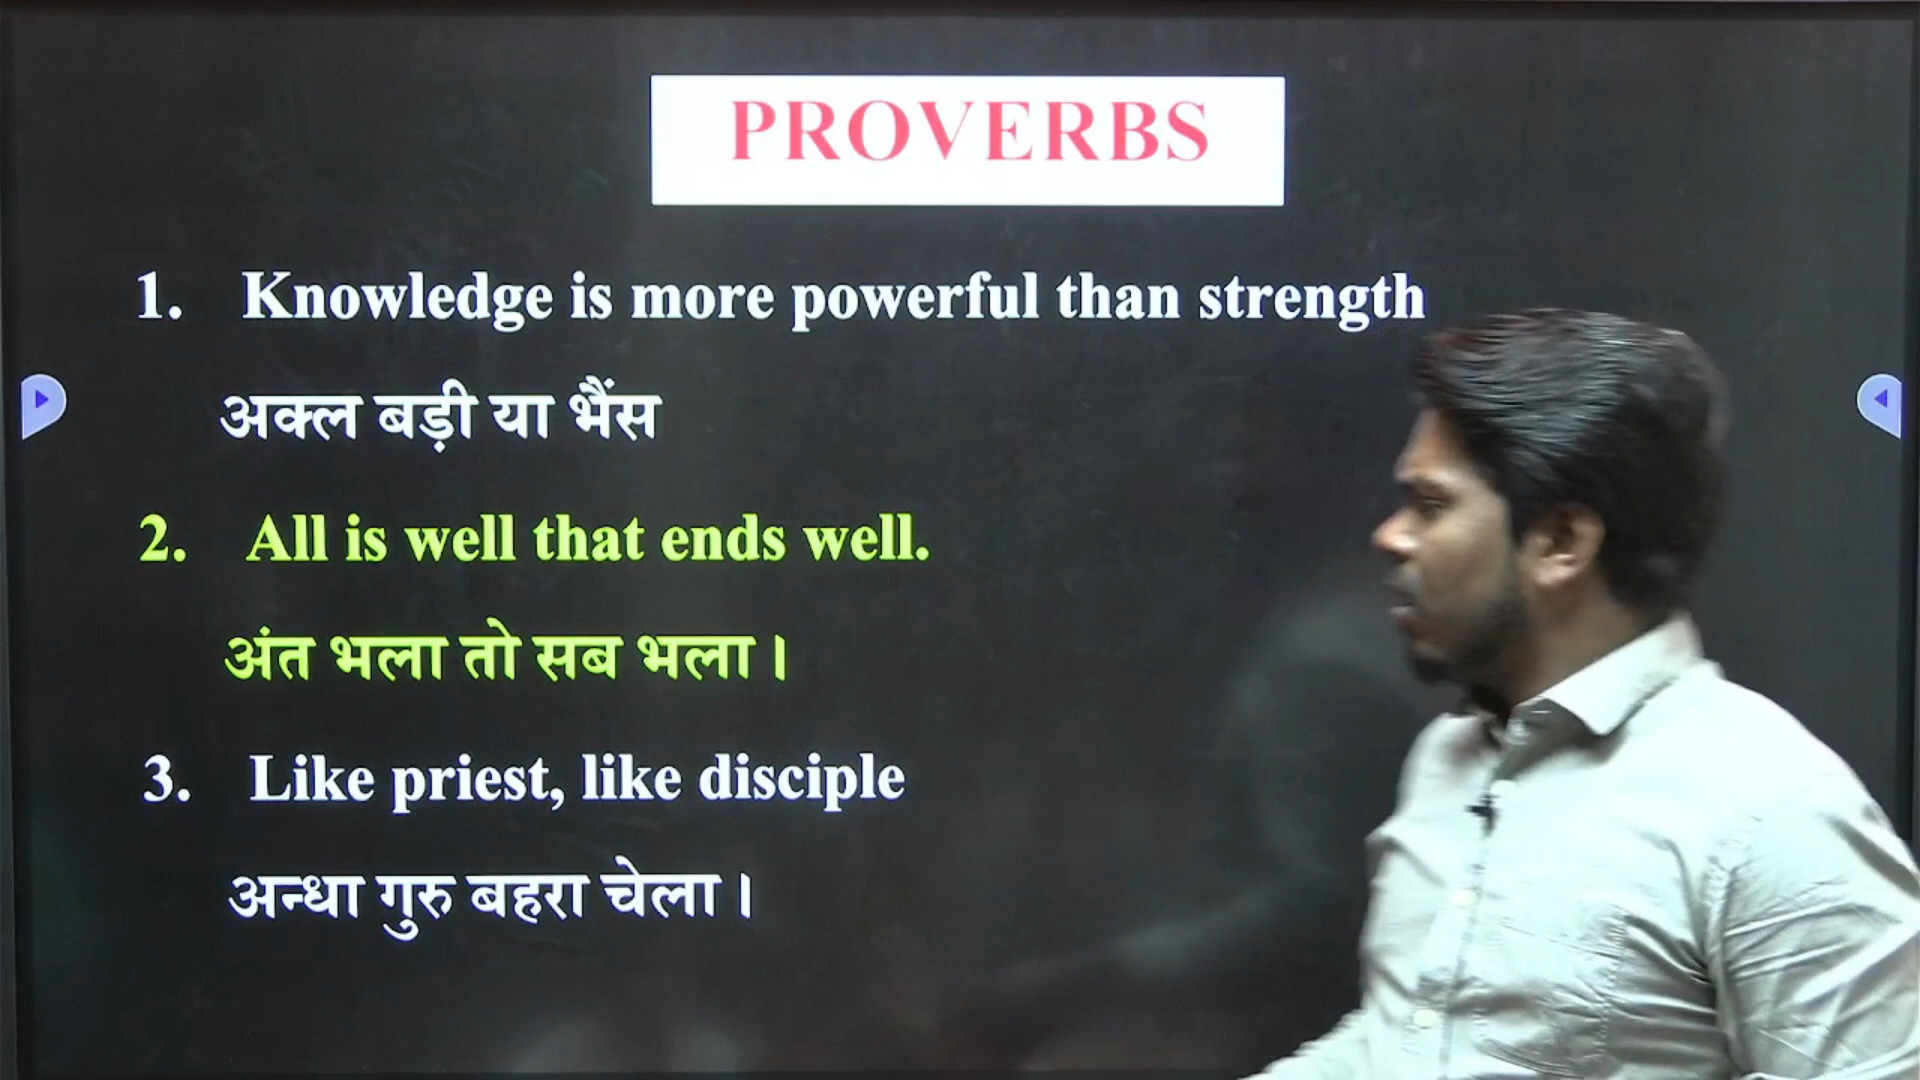 PROVERBS
1. Knowledge is more powerful than strength
अक्ल बड़ी या भैंस
2. All is well that ends well.
अंत भला तो सब भला।
3. Like priest, like disciple
अन्धा गुरु बहरा चेला।